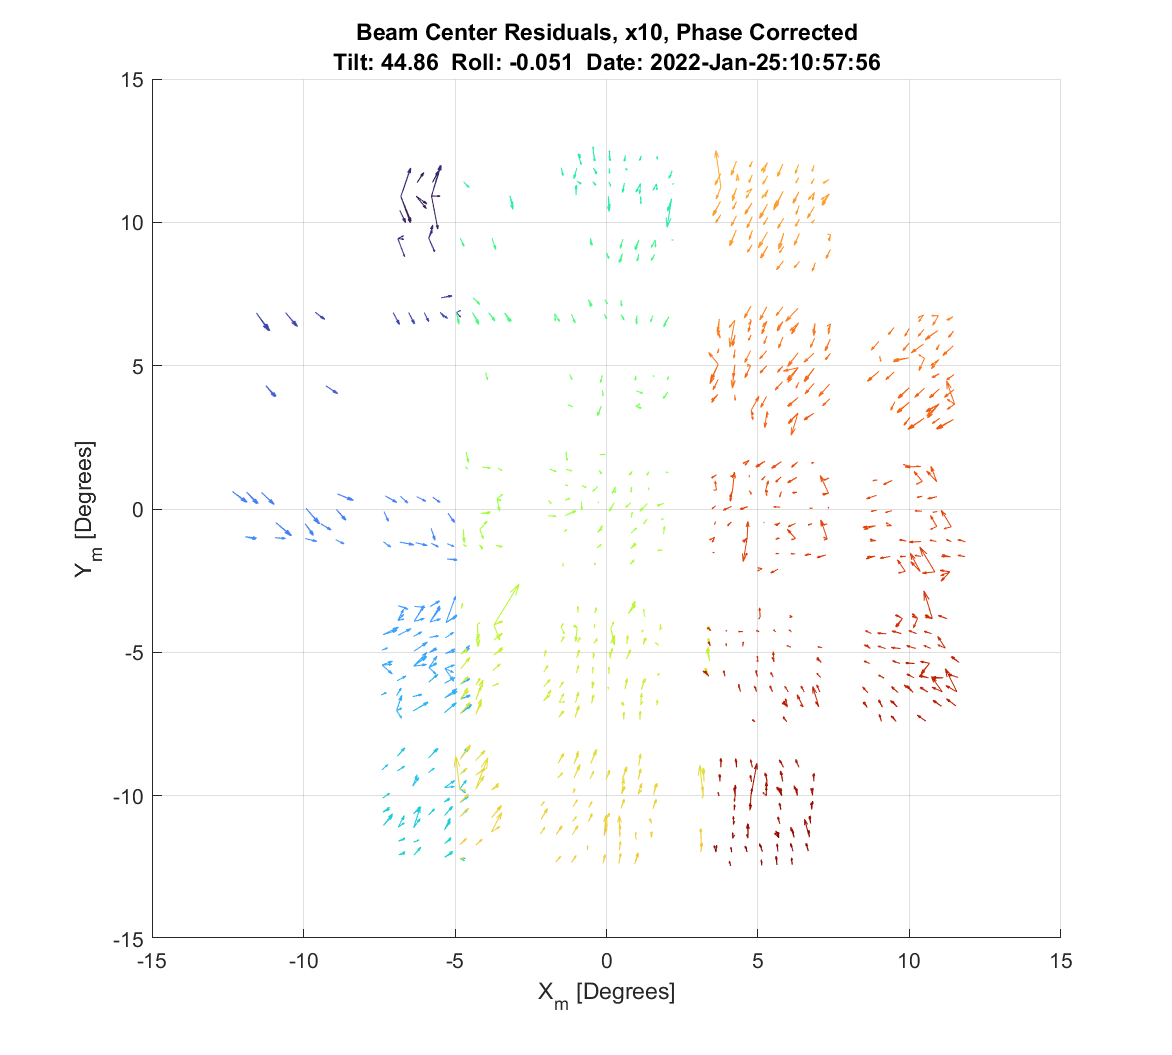 Beam Center Residuals, x10, Phase Corrected
Tilt: 44.86  Roll: -0.051  Date: 2022-Jan-25:10:57:56
15
10
5
0
-5
-10
-15
Y_m [Degrees]
-15 -10 -5 0 5 10 15
X_m [Degrees]